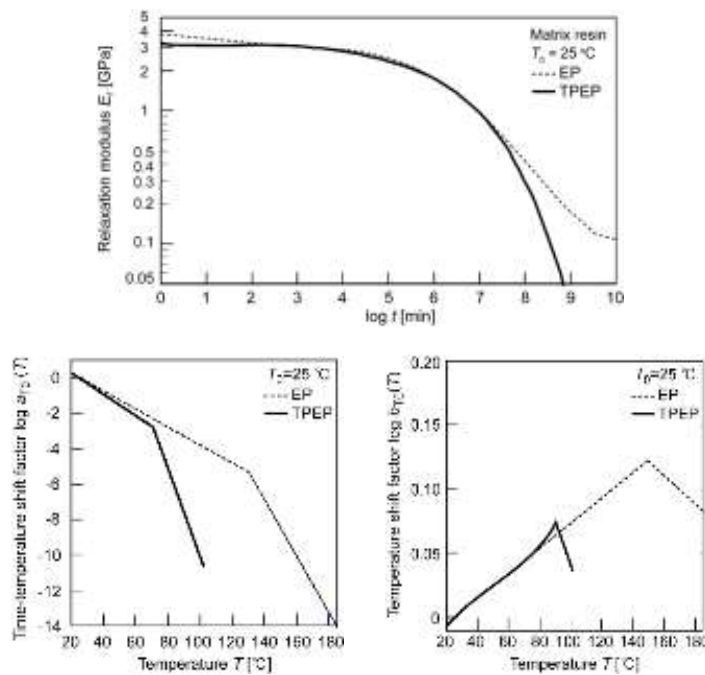 5
4
3
2
1
0.5
0.4
0.3
0.2
0.1
0.05
Relaxation modulus Er [GPa]
Matrix resin
T0 = 25 °C
EP
TPEP
0 1 2 3 4 5 6 7 8 9 10
log t [min]
0
-2
-4
-6
-8
-10
-12
-14
Time-temperature shift factor log aT0(T)
T0=25 °C
EP
TPEP
20 40 60 80 100 120 140 160
Temperature T [°C]
0.20
0.15
0.10
0.05
0
Temperature shift factor log bT0(T)
T0=25 °C
EP
TPEP
20 40 60 80 100 120 140 160
Temperature T [°C]